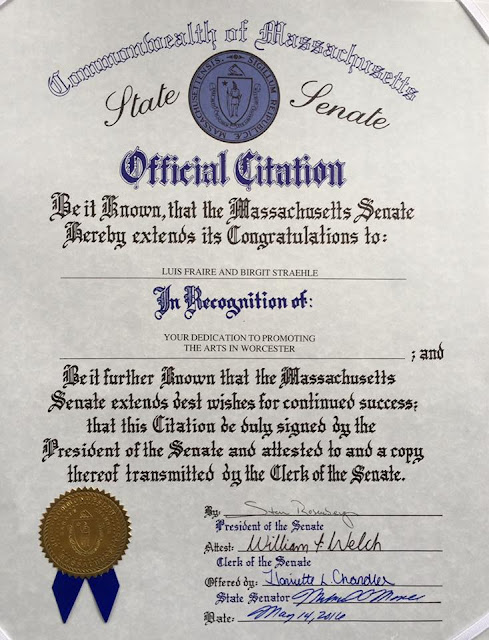 Commonwealth of Massachusetts
State Senate
Official Citation
Be it Known, that the Massachusetts Senate
Hereby extends its Congratulations to:
LUIS FRAIRE AND BIRGIT STRAEHLE
In Recognition of:
YOUR DEDICATION TO PROMOTING
THE ARTS IN WORCESTER
; and
Be it further Known that the Massachusetts
Senate extends best wishes for continued success;
that this Citation be duly signed by the
President of the Senate and attested to and a copy
thereof transmitted by the Clerk of the Senate.
By: Stan Rosenberg
President of the Senate
Attest: William F Welch
Clerk of the Senate
Offered by: Harriette L Chandler
State Senator
Date: May 14, 2016